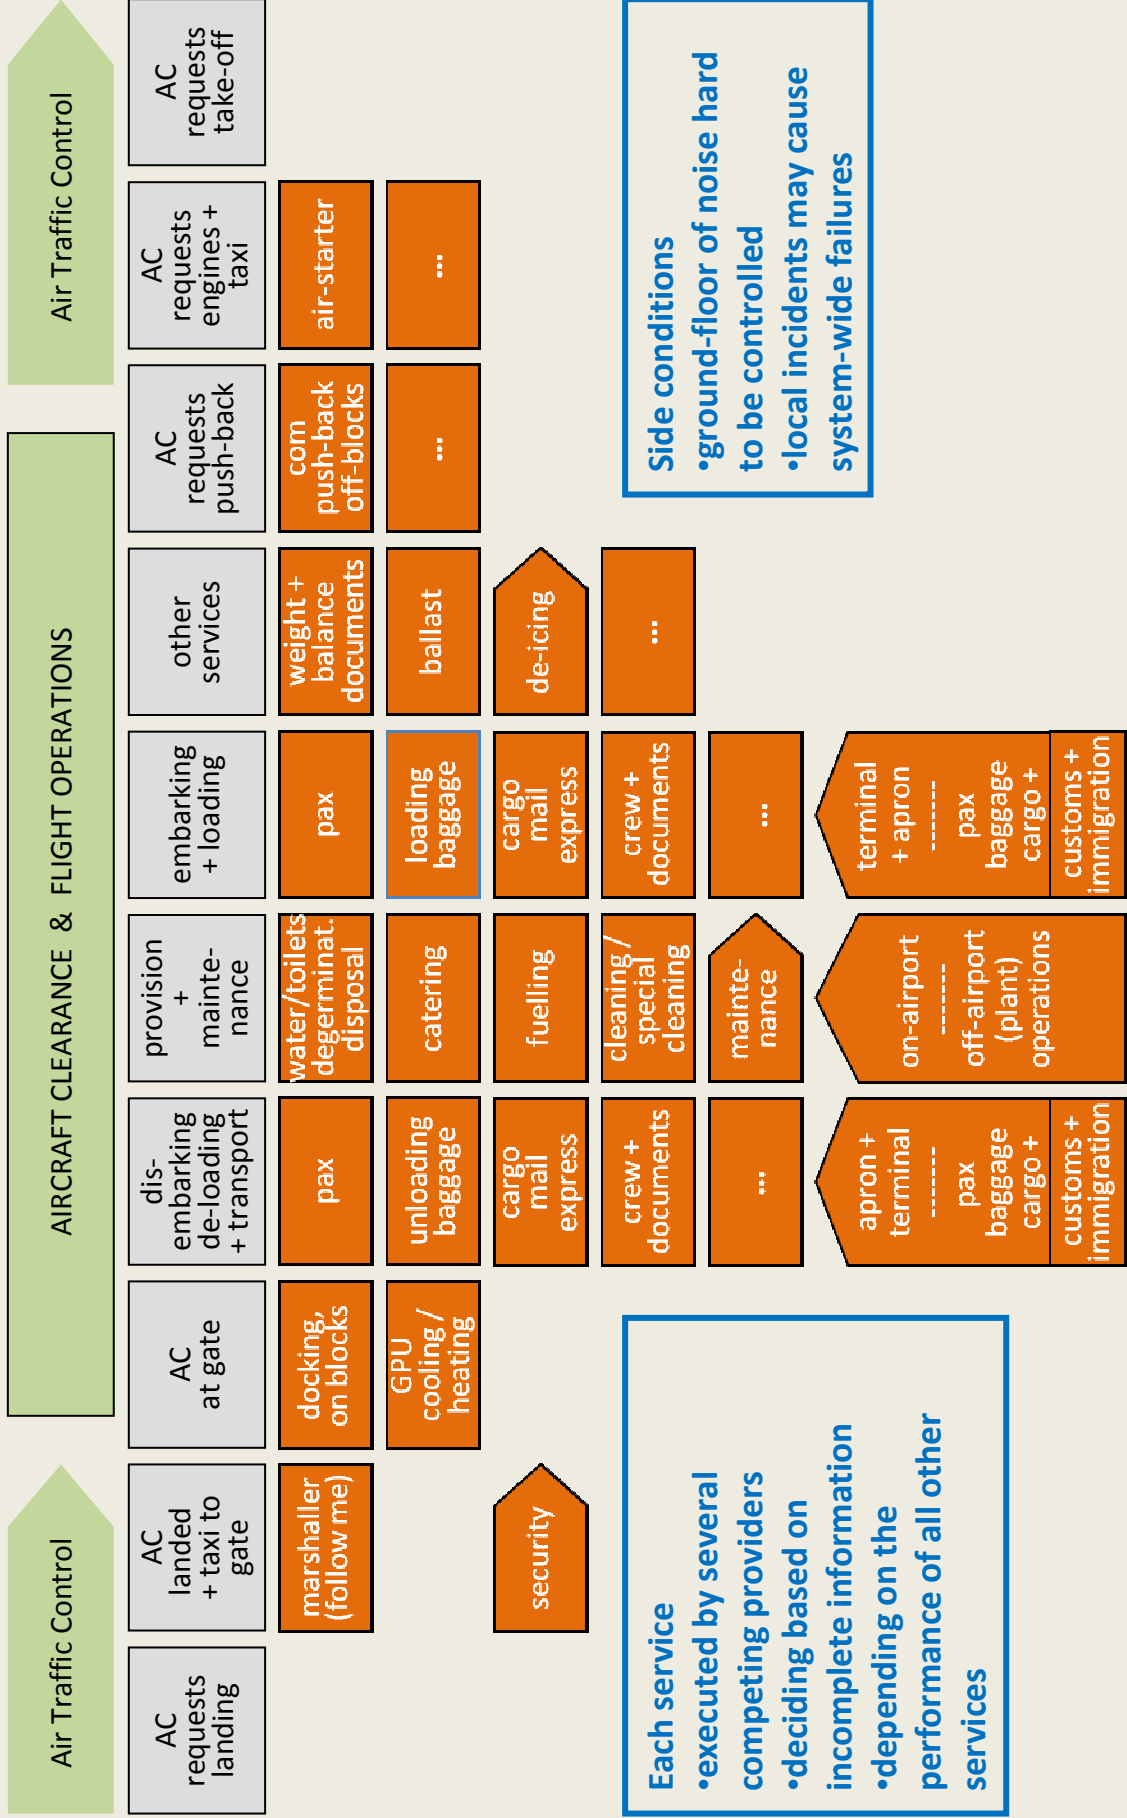 Air Traffic Control
AIRCRAFT CLEARANCE & FLIGHT OPERATIONS
Air Traffic Control
AC
requests
landing
AC
landed
+ taxi to
gate
AC
at gate
dis-
embarking
de-loading
+ transport
provision
+
mainte-
nance
embarking
+ loading
other
services
AC
requests
push-back
AC
requests
engines +
taxi
AC
requests
take-off
marshaller
(follow me)
docking,
on blocks
pax
water/toilets
degerminat.
disposal
pax
weight +
balance
documents
com
push-back
off-blocks
air-starter
GPU
cooling /
heating
unloading
baggage
catering
loading
baggage
ballast
...
...
security
cargo
mail
express
fuelling
cargo
mail
express
de-icing
crew +
documents
cleaning /
special
cleaning
crew +
documents
...
...
mainte-
nance
...
apron +
terminal
-------
pax
baggage
cargo +
customs +
immigration
on-airport
-------
off-airport
(plant)
operations
terminal
+ apron
-------
pax
baggage
cargo +
customs +
immigration
Each service
•executed by several
competing providers
•deciding based on
incomplete information
•depending on the
performance of all other
services
Side conditions
•ground-floor of noise hard
to be controlled
•local incidents may cause
system-wide failures